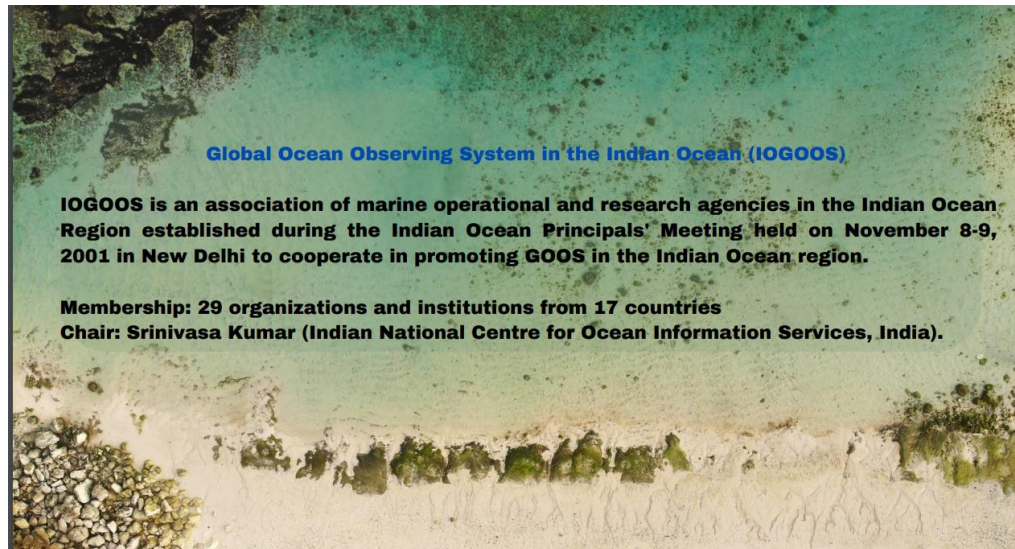 Global Ocean Observing System in the Indian Ocean (IOGOOS)
IOGOOS is an association of marine operational and research agencies in the Indian Ocean
Region established during the Indian Ocean Principals' Meeting held on November 8-9,
2001 in New Delhi to cooperate in promoting GOOS in the Indian Ocean region.
Membership: 29 organizations and institutions from 17 countries
Chair: Srinivasa Kumar (Indian National Centre for Ocean Information Services, India).